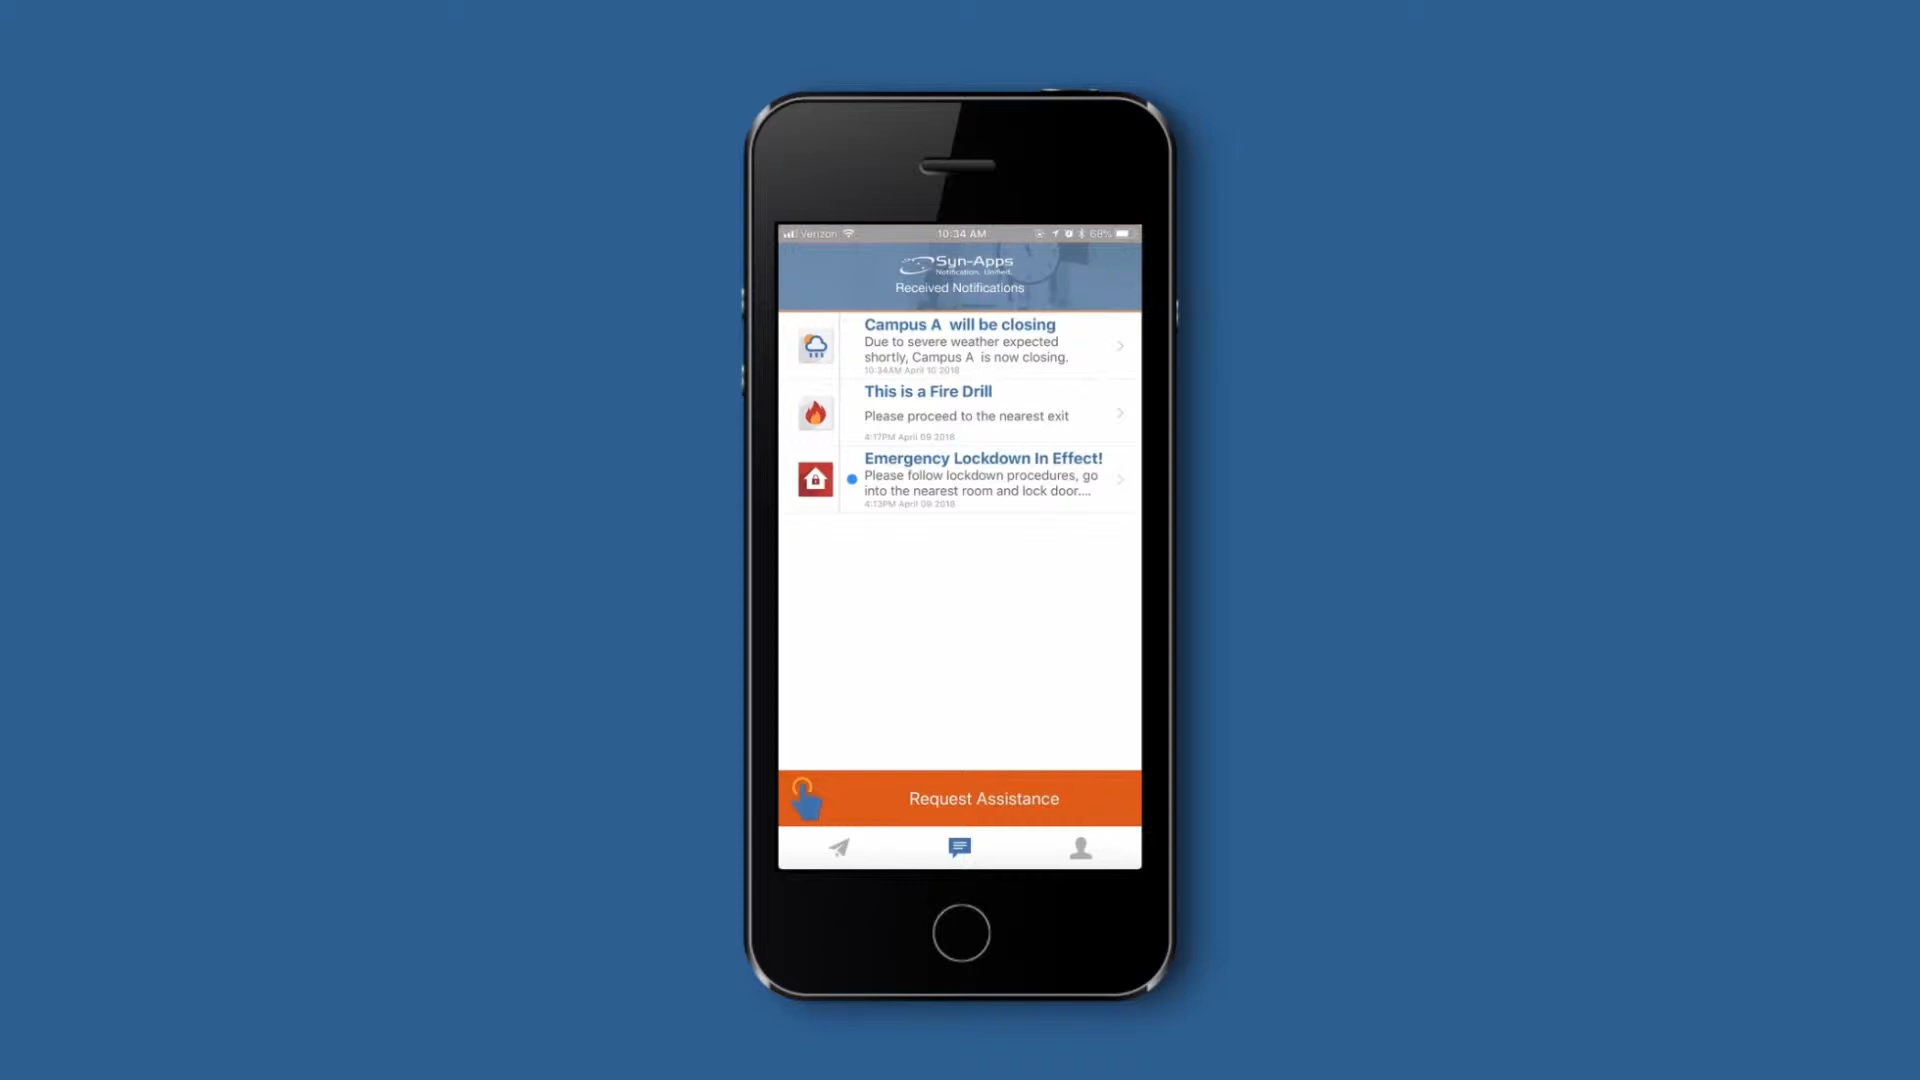 Verizon 10:34 AM 68%
Syn-Apps
Notification. Unified.
Received Notifications
Campus A will be closing
Due to severe weather expected
shortly, Campus A is now closing.
10:34AM April 10 2018
This is a Fire Drill
Please proceed to the nearest exit
4:17PM April 09 2018
Emergency Lockdown In Effect!
Please follow lockdown procedures, go
into the nearest room and lock door....
4:13PM April 09 2018
Request Assistance